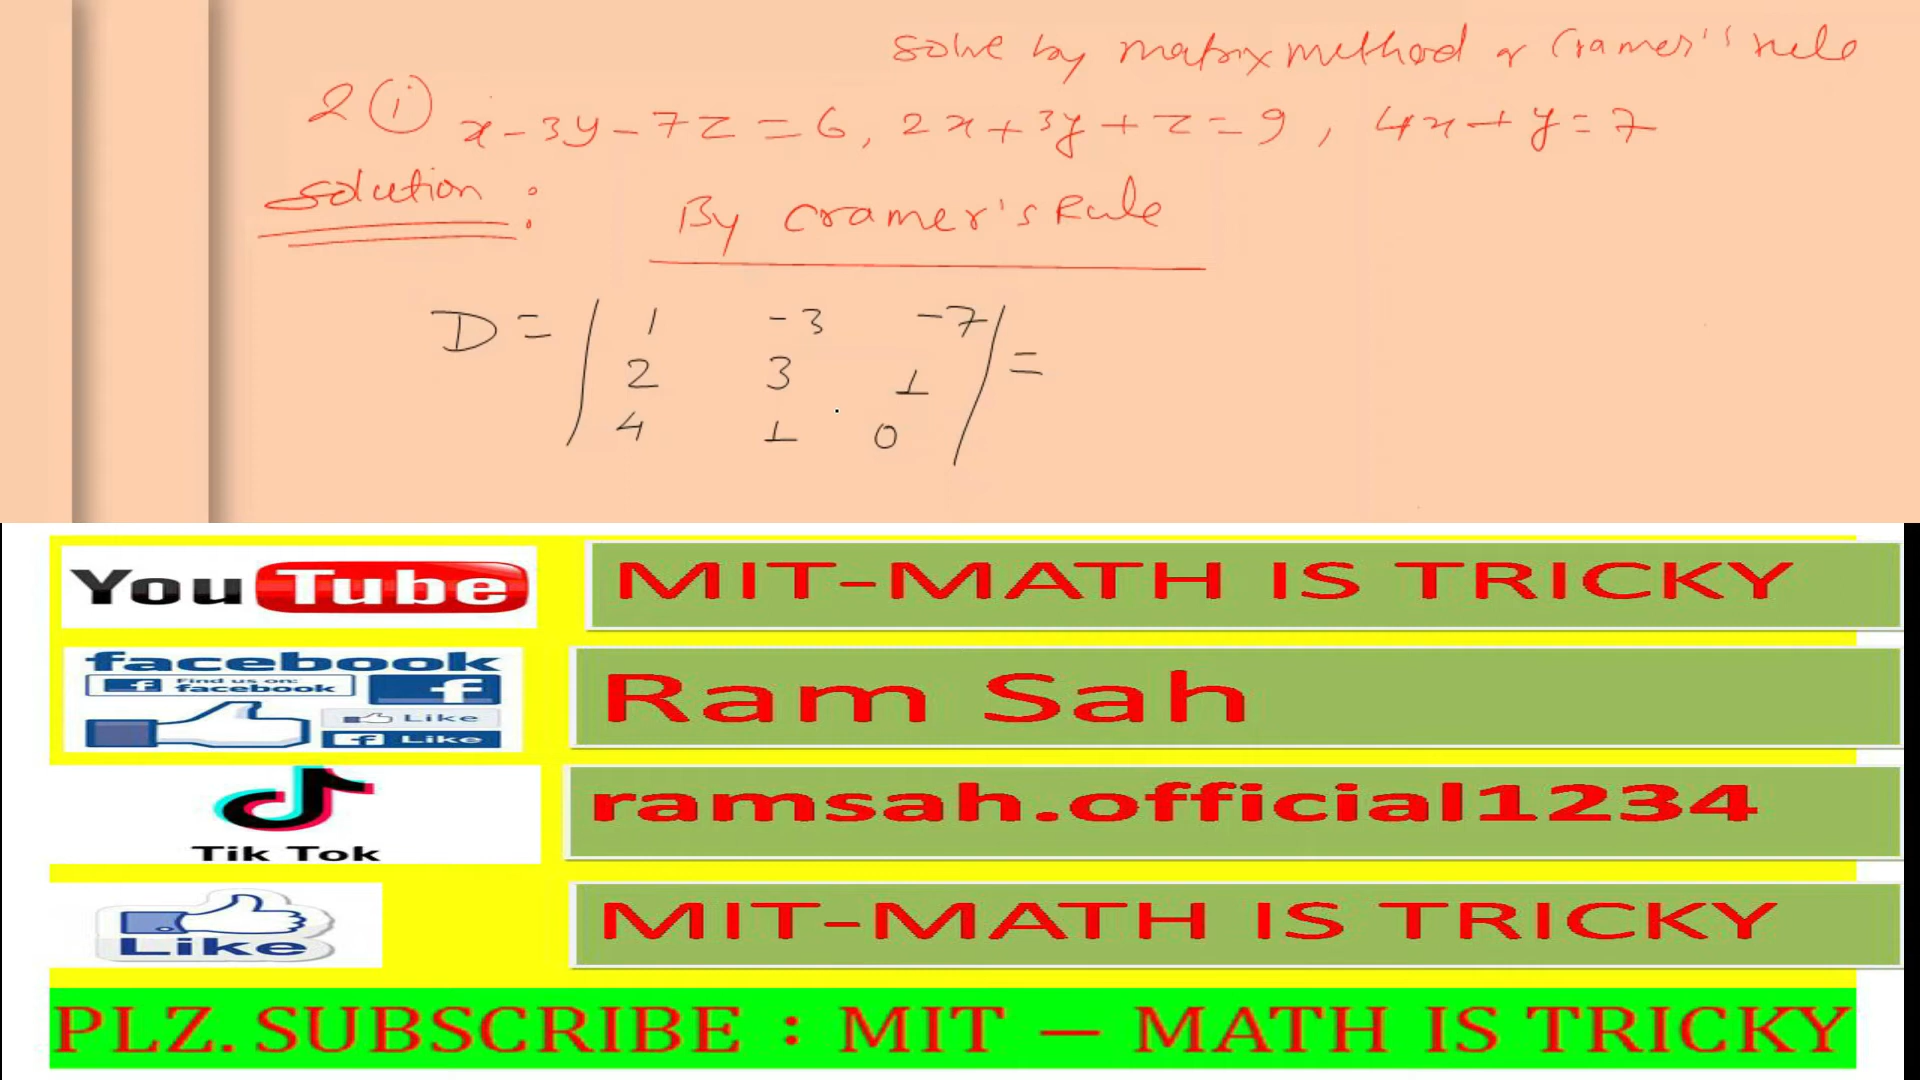 solve by matrix method or Cramer's rule
2 (i) x - 3y - 7z = 6, 2x + 3y + z = 9, 4x + y = 7
Solution :
By Cramer's Rule
D = | 1 -3 -7 | =
2 3 1
4 1 0
YouTube
MIT-MATH IS TRICKY
facebook
Find us on:
facebook
Like
Like
Ram Sah
Tik Tok
ramsah.official1234
Like
MIT-MATH IS TRICKY
PLZ. SUBSCRIBE : MIT – MATH IS TRICKY